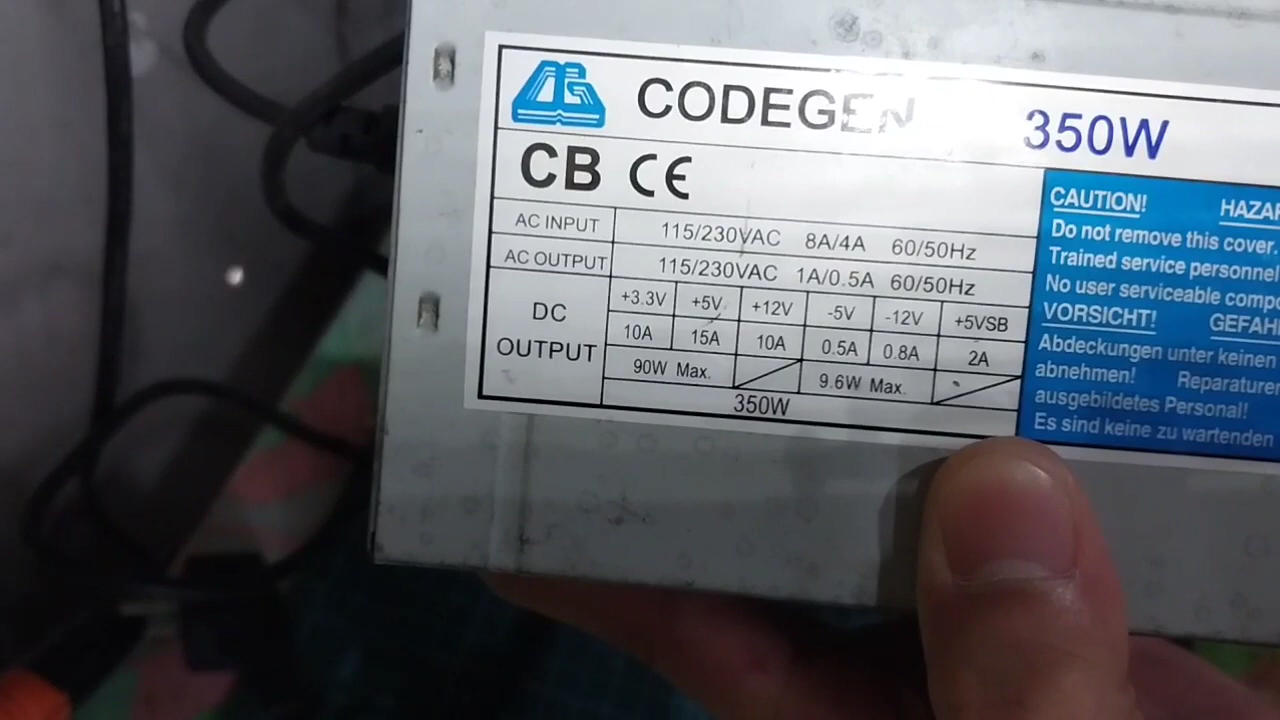 CODEGEN 350W
CB CE
AC INPUT 115/230VAC 8A/4A 60/50Hz
AC OUTPUT 115/230VAC 1A/0.5A 60/50Hz
DC OUTPUT
+3.3V +5V +12V -5V -12V +5VSB
10A 15A 10A 0.5A 0.8A 2A
90W Max. 9.6W Max.
350W
CAUTION!
Do not remove this cover.
Trained service personnel
No user serviceable
VORSICHT!
Abdeckungen unter keinen
abnehmen!
ausgebildetes Personal!
Es sind keine zu wartenden